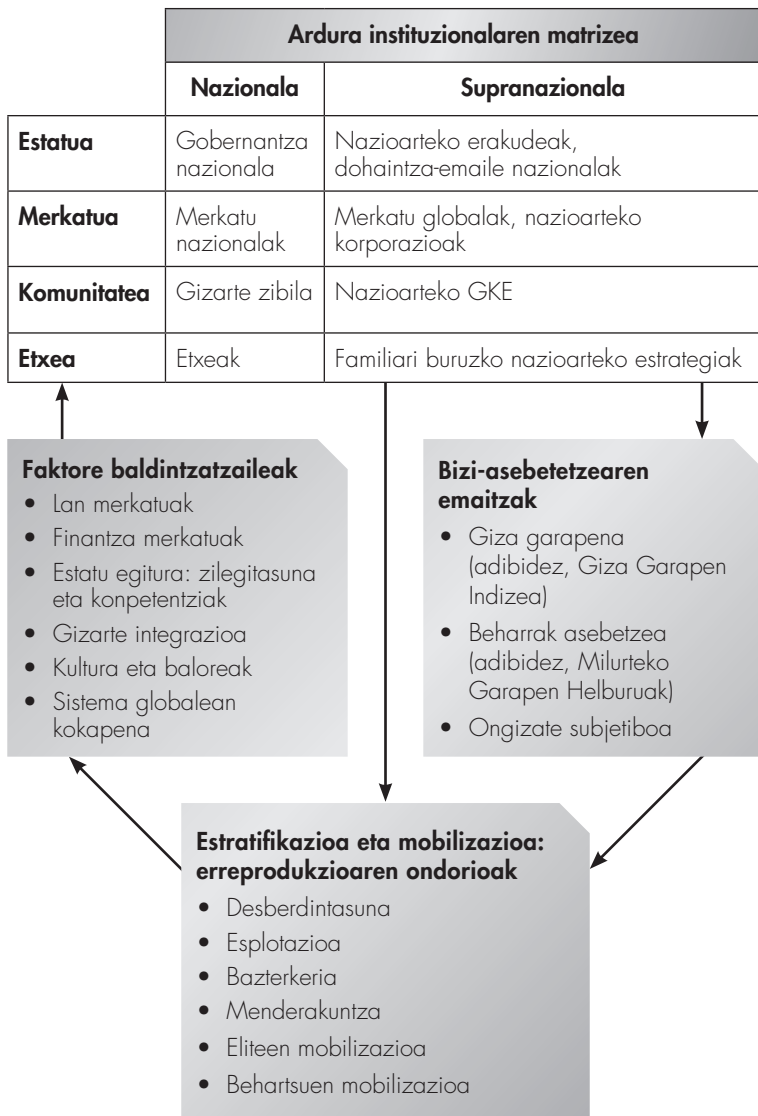 Ardura instituzionalaren matrizea
Nazionala
Supranazionala
Estatua
Gobernantza
nazionala
Nazioarteko erakudeak,
dohaintza-emaile nazionalak
Merkatua
Merkatu
nazionalak
Merkatu globalak, nazioarteko
korporazioak
Komunitatea
Gizarte zibila
Nazioarteko GKE
Etxea
Etxeak
Familiari buruzko nazioarteko estrategiak
Faktore baldintzatzaileak
• Lan merkatuak
• Finantza merkatuak
• Estatu egitura: zilegitasuna
eta konpetentziak
• Gizarte integrazioa
• Kultura eta baloreak
• Sistema globalean
kokapena
Bizi-asebetetzearen
emaitzak
• Giza garapena
(adibidez, Giza Garapen
Indizea)
• Beharrak asebetzea
(adibidez, Milurteko
Garapen Helburuak)
• Ongizate subjetiboa
Estratifikazioa eta mobilizazioa:
erreprodukzioaren ondorioak
• Desberdintasuna
• Esplotazioa
• Bazterkeria
• Menderakuntza
• Eliteen mobilizazioa
• Behartsuen mobilizazioa